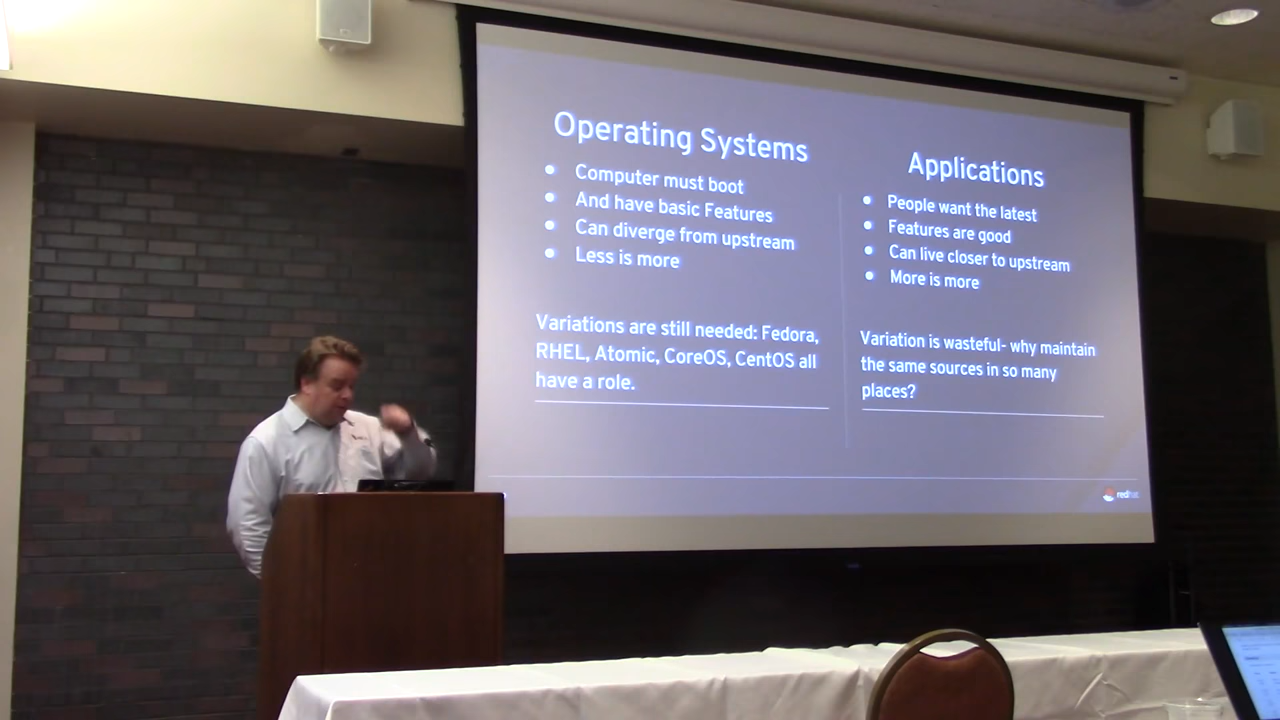 Operating Systems
● Computer must boot
● And have basic Features
● Can diverge from upstream
● Less is more
Variations are still needed: Fedora,
RHEL, Atomic, CoreOS, CentOS all
have a role.
Applications
● People want the latest
● Features are good
● Can live closer to upstream
● More is more
Variation is wasteful- why maintain
the same sources in so many
places?
redhat